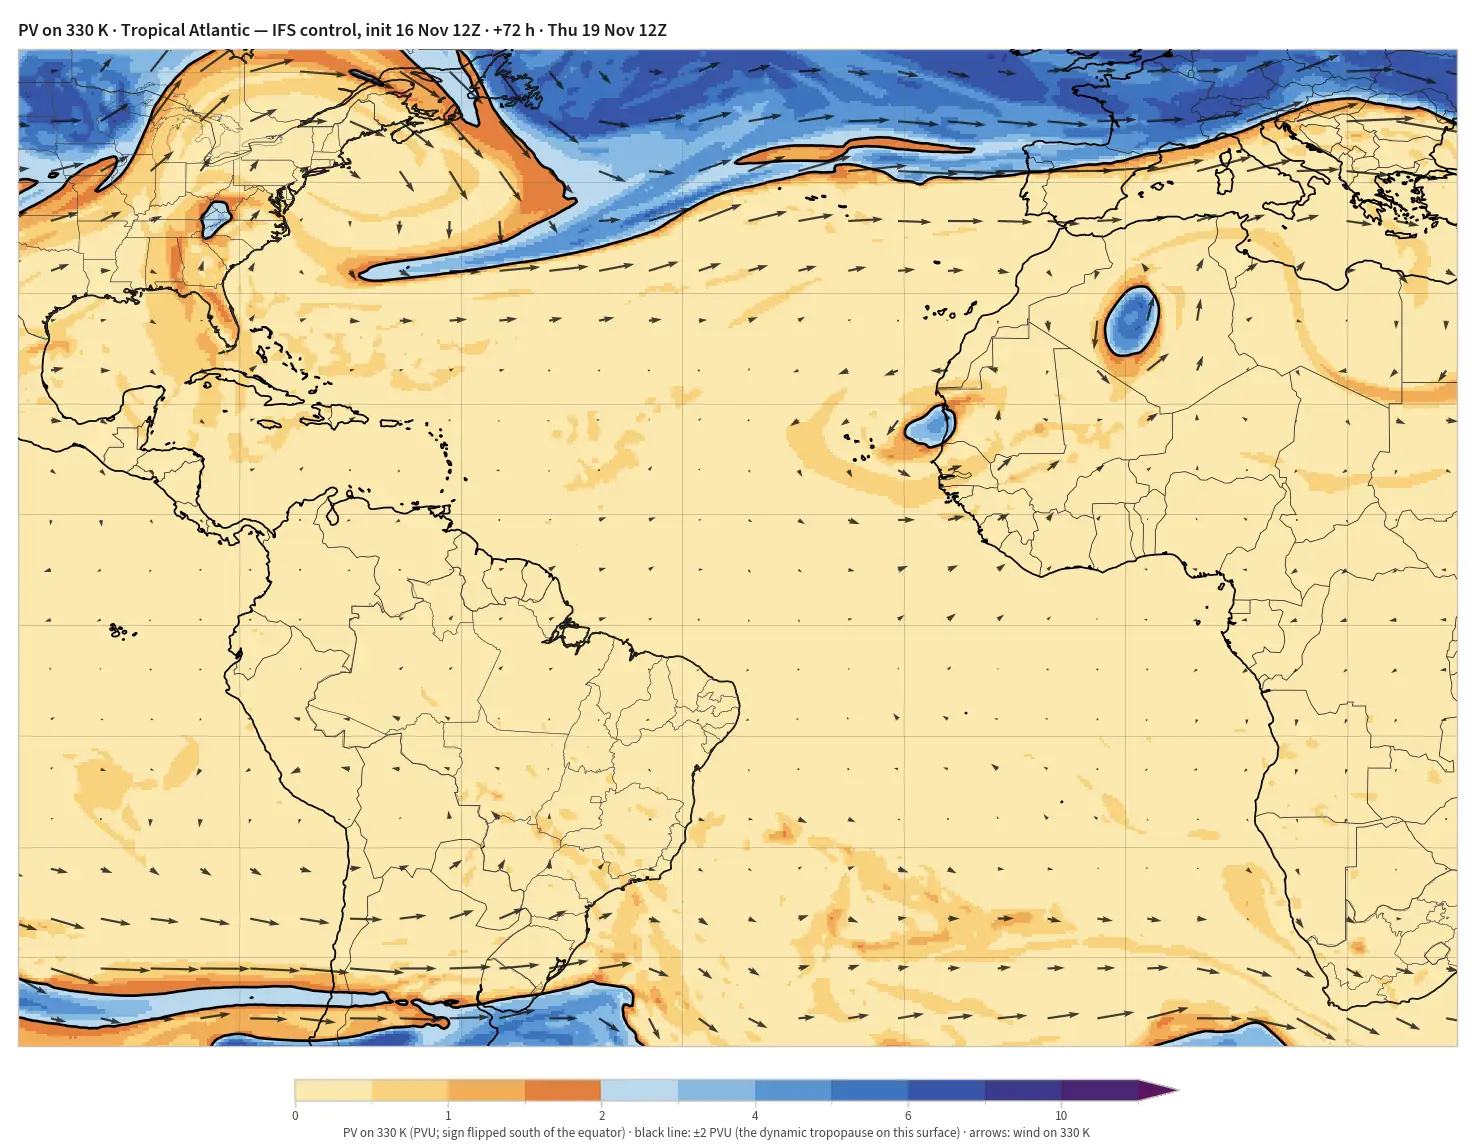 PV on 330 K · Tropical Atlantic — IFS control, init 16 Nov 12Z · +72 h · Thu 19 Nov 12Z
0 1 2 4 6 10
PV on 330 K (PVU; sign flipped south of the equator) · black line: ±2 PVU (the dynamic tropopause on this surface) · arrows: wind on 330 K